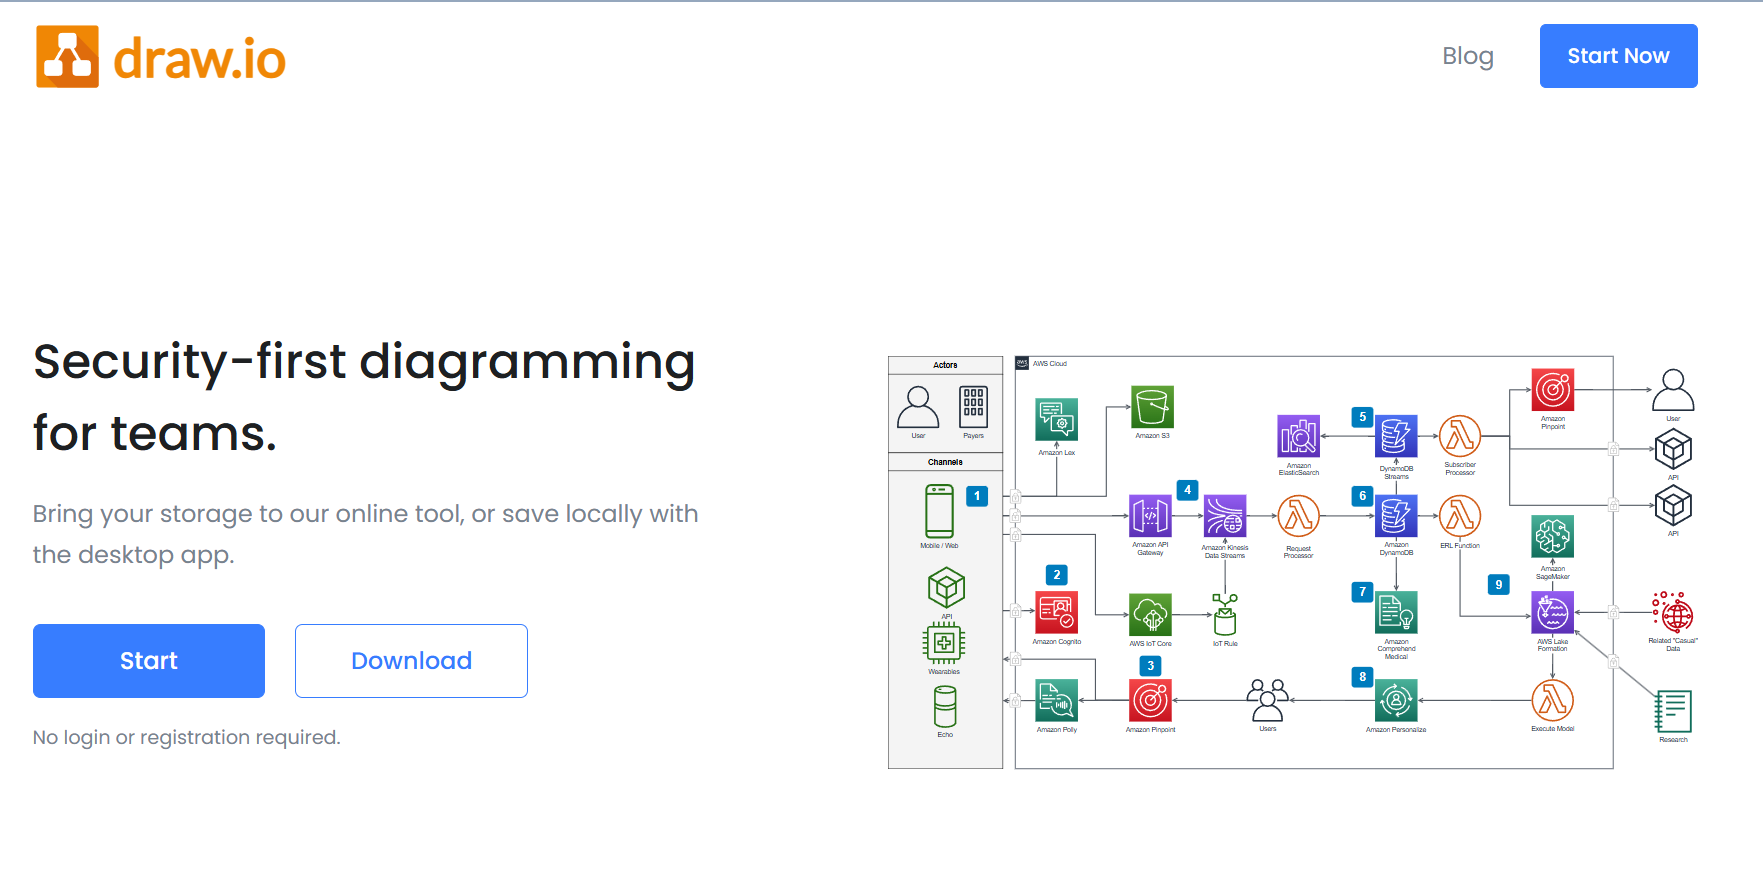 draw.io
Blog
Start Now
Security-first diagramming
for teams.
Bring your storage to our online tool, or save locally with
the desktop app.
Start
Download
No login or registration required.
Actors
User
Payers
Channels
1
Mobile / Web
API
Wearables
Echo
aws
AWS Cloud
Amazon Lex
Amazon S3
2
Amazon Cognito
Amazon Polly
4
Amazon API
Gateway
Amazon Kinesis
Data Streams
AWS IoT Core
IoT Rule
3
Amazon Pinpoint
Users
Amazon
ElasticSearch
Request
Processor
5
DynamoDB
Streams
Subscriber
Processor
6
Amazon
DynamoDB
ERL Function
7
Amazon
Comprehend
Medical
8
Amazon Personalize
Amazon
Pinpoint
Amazon
SageMaker
9
AWS Lake
Formation
Execute Model
User
API
API
Related "Casual"
Data
Research